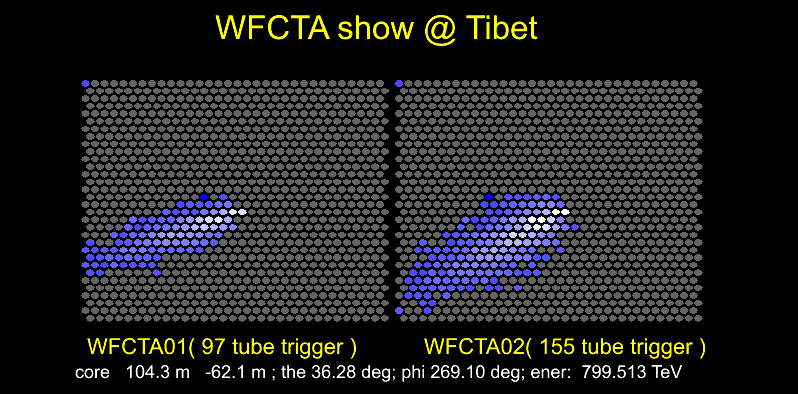 WFCTA show @ Tibet
WFCTA01( 97 tube trigger )
WFCTA02( 155 tube trigger )
core 104.3 m -62.1 m ; the 36.28 deg; phi 269.10 deg; ener: 799.513 TeV